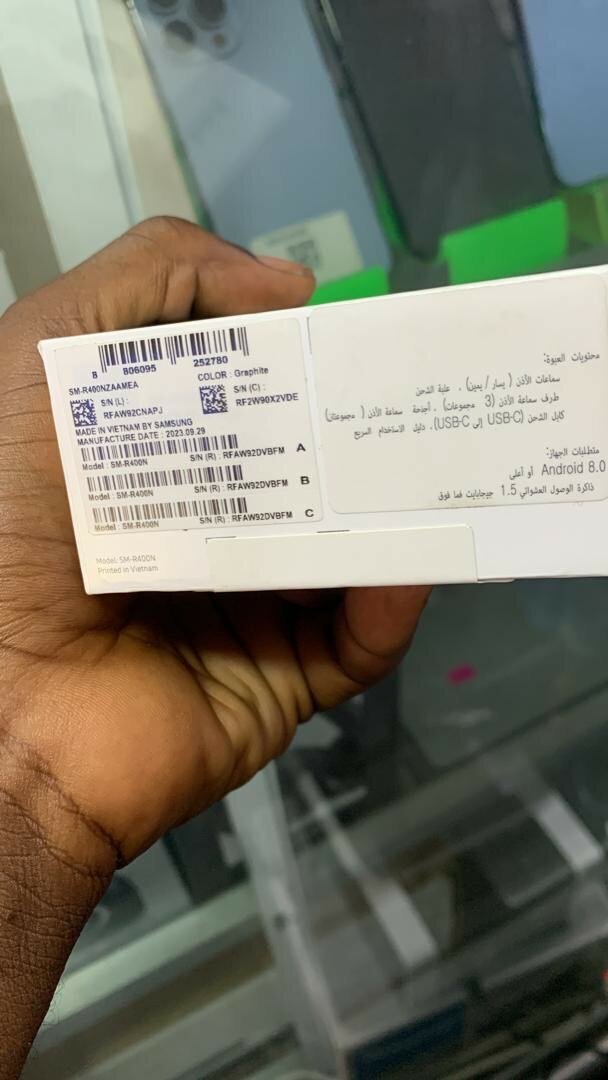 8 806095 252780
SM-R400NZAAMEA
COLOR : Graphite
S/N (L) :
RFAW92CNAPJ
S/N (C) :
RF2W90X2VDE
MADE IN VIETNAM BY SAMSUNG
MANUFACTURE DATE : 2023.09.29
Model : SM-R400N S/N (R) : RFAW92DVBFM A
Model : SM-R400N S/N (R) : RFAW92DVBFM B
Model : SM-R400N S/N (R) : RFAW92DVBFM C
Model: SM-R400N
Printed in Vietnam
محتويات العبوة:
سماعات الأذن ( يسار / يمين) ، علبة الشحن
طرف سماعة الأذن (3 مجموعات) ، أجنحة سماعة الأذن ( مجموعتان)
كابل الشحن (USB-C إلى USB-C)، دليل الاستخدام السريع
متطلبات الجهاز:
Android 8.0 أو أعلى
ذاكرة الوصول العشوائي 1.5 جيجابايت فما فوق